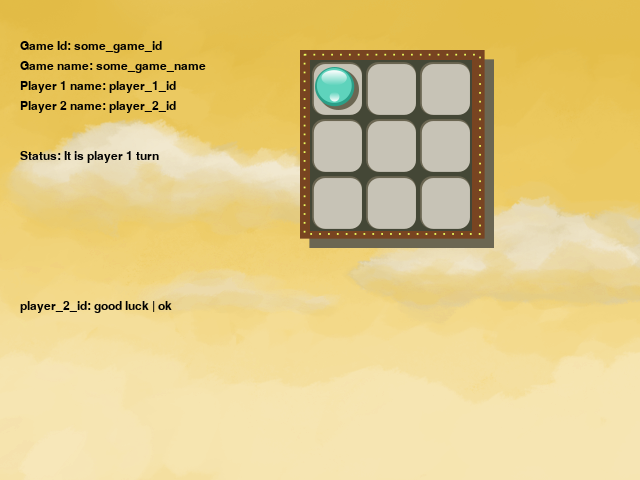 Game Id: some_game_id
Game name: some_game_name
Player 1 name: player_1_id
Player 2 name: player_2_id
Status: It is player 1 turn
player_2_id: good luck | ok